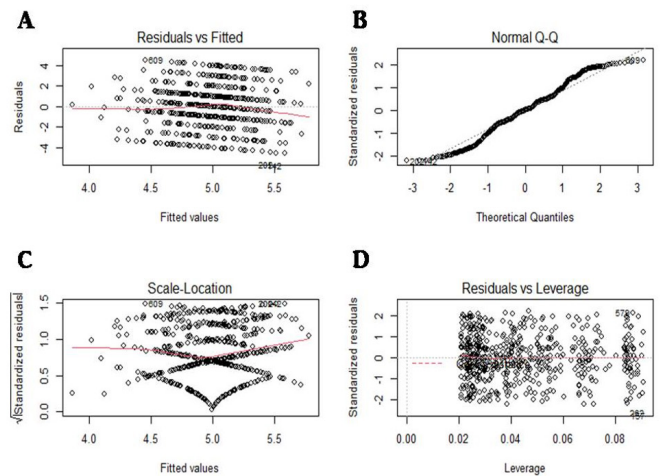 A
Residuals vs Fitted
Residuals
4
2
0
-2
-4
609
4.0
4.5
5.0
5.5
Fitted values
B
Normal Q-Q
Standardized residuals
2
1
0
-1
-2
609
-3
-2
-1
0
1
2
3
Theoretical Quantiles
C
Scale-Location
√|Standardized residuals|
1.5
1.0
0.5
0.0
609
4.0
4.5
5.0
5.5
Fitted values
D
Residuals vs Leverage
Standardized residuals
2
1
0
-1
-2
0.00
0.02
0.04
0.06
0.08
Leverage